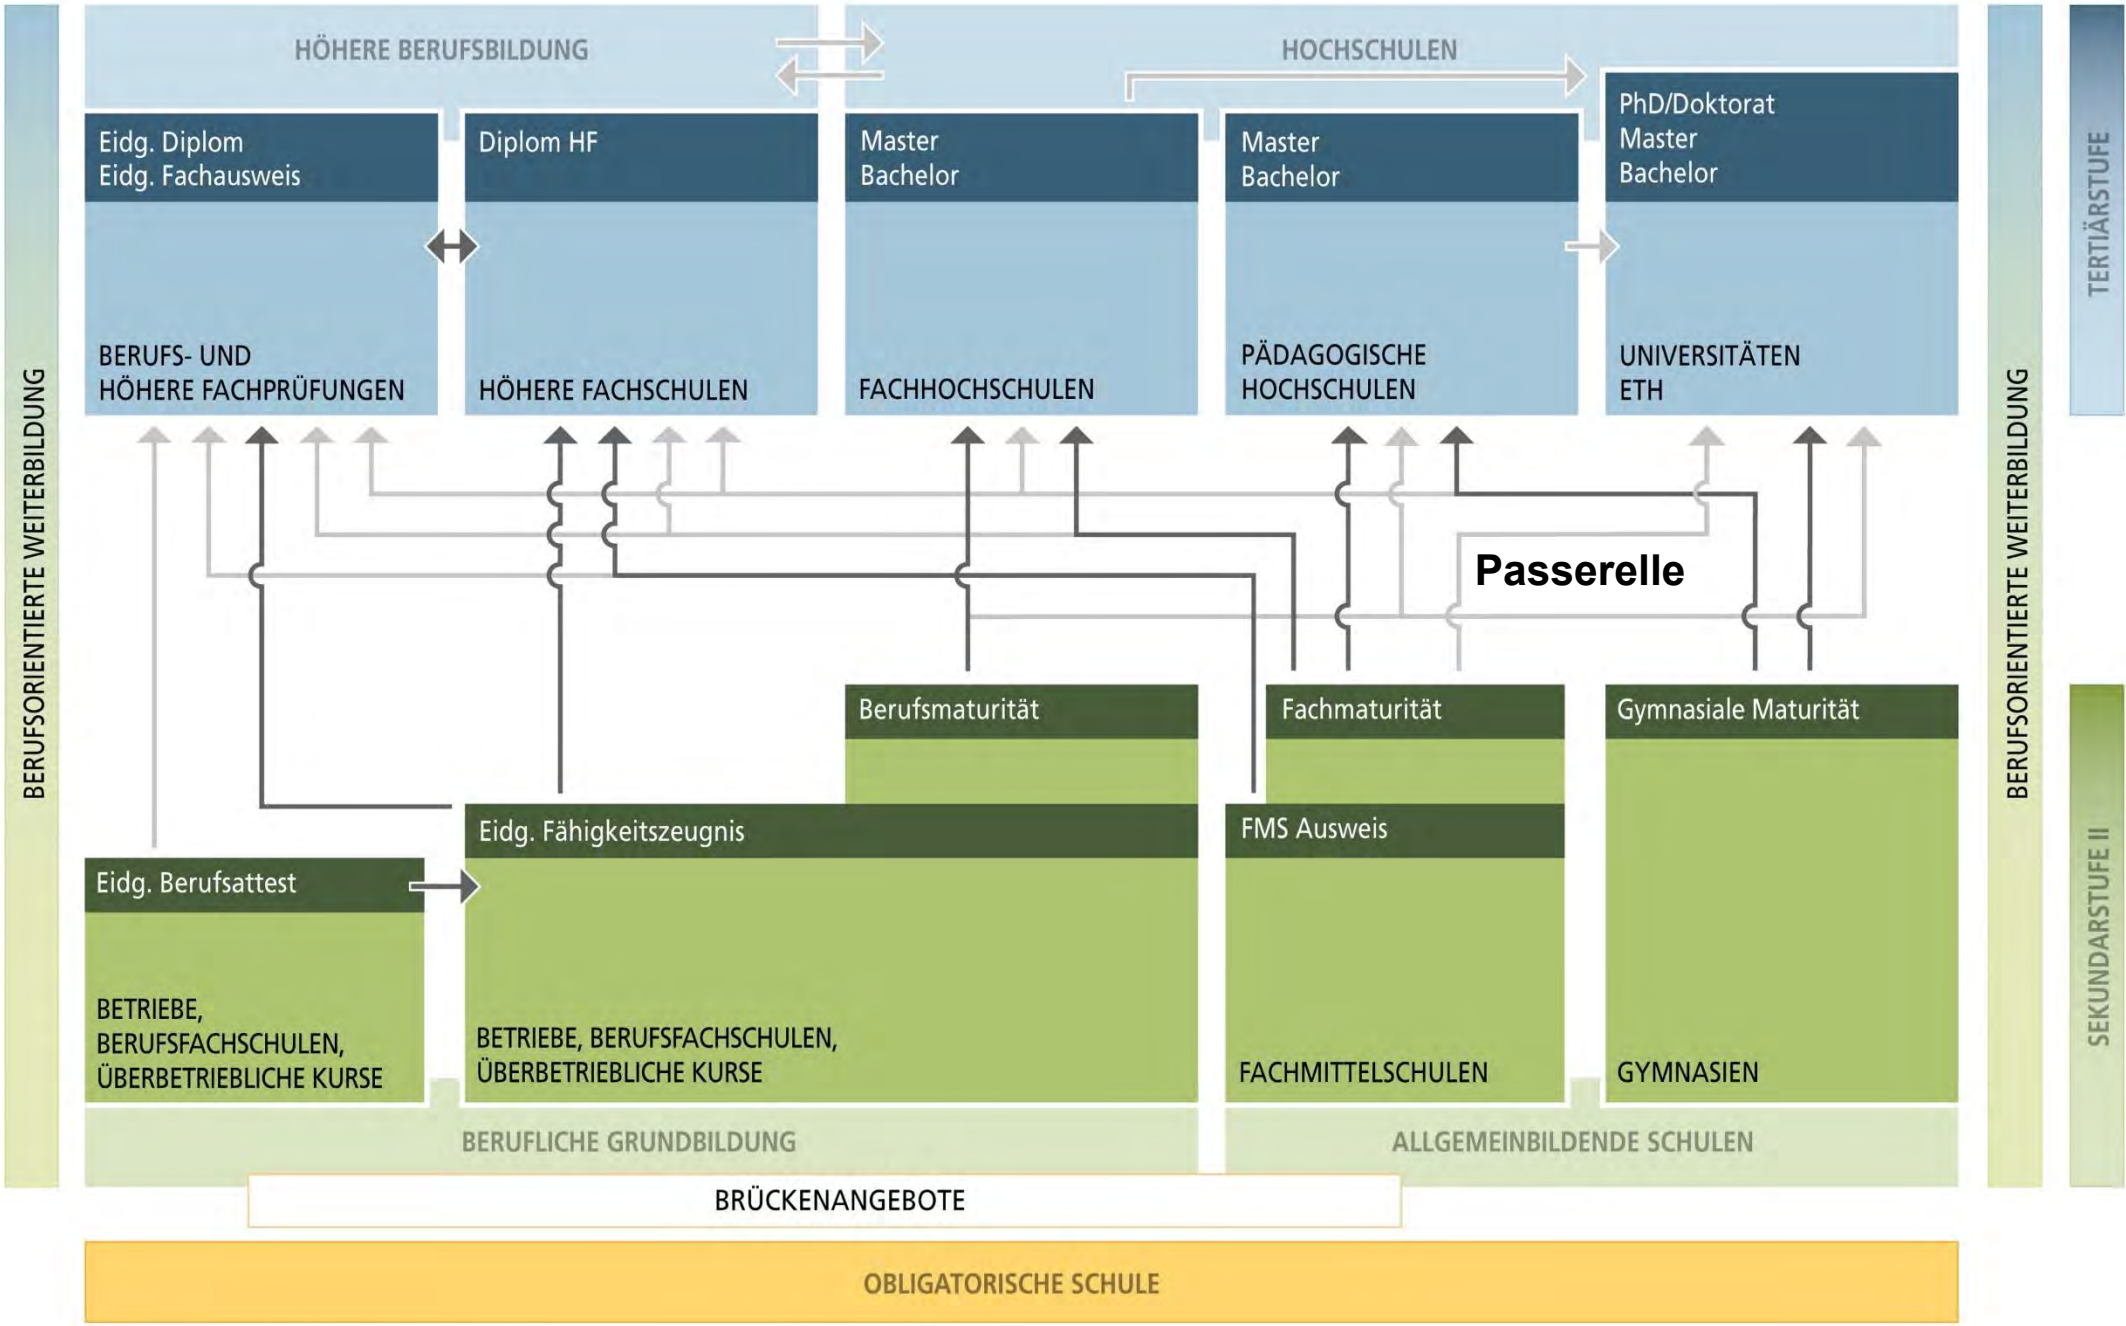 HÖHERE BERUFSBILDUNG
HOCHSCHULEN
Eidg. Diplom
Eidg. Fachausweis
BERUFS- UND
HÖHERE FACHPRÜFUNGEN
Diplom HF
HÖHERE FACHSCHULEN
Master
Bachelor
FACHHOCHSCHULEN
Master
Bachelor
PÄDAGOGISCHE
HOCHSCHULEN
PhD/Doktorat
Master
Bachelor
UNIVERSITÄTEN
ETH
BERUFSORIENTIERTE WEITERBILDUNG
BERUFSORIENTIERTE WEITERBILDUNG
TERTIÄRSTUFE
SEKUNDARSTUFE II
Passerelle
Berufsmaturität
Fachmaturität
Gymnasiale Maturität
Eidg. Fähigkeitszeugnis
FMS Ausweis
Eidg. Berufsattest
BETRIEBE,
BERUFSFACHSCHULEN,
ÜBERBETRIEBLICHE KURSE
BETRIEBE, BERUFSFACHSCHULEN,
ÜBERBETRIEBLICHE KURSE
FACHMITTELSCHULEN
GYMNASIEN
BERUFLICHE GRUNDBILDUNG
ALLGEMEINBILDENDE SCHULEN
BRÜCKENANGEBOTE
OBLIGATORISCHE SCHULE